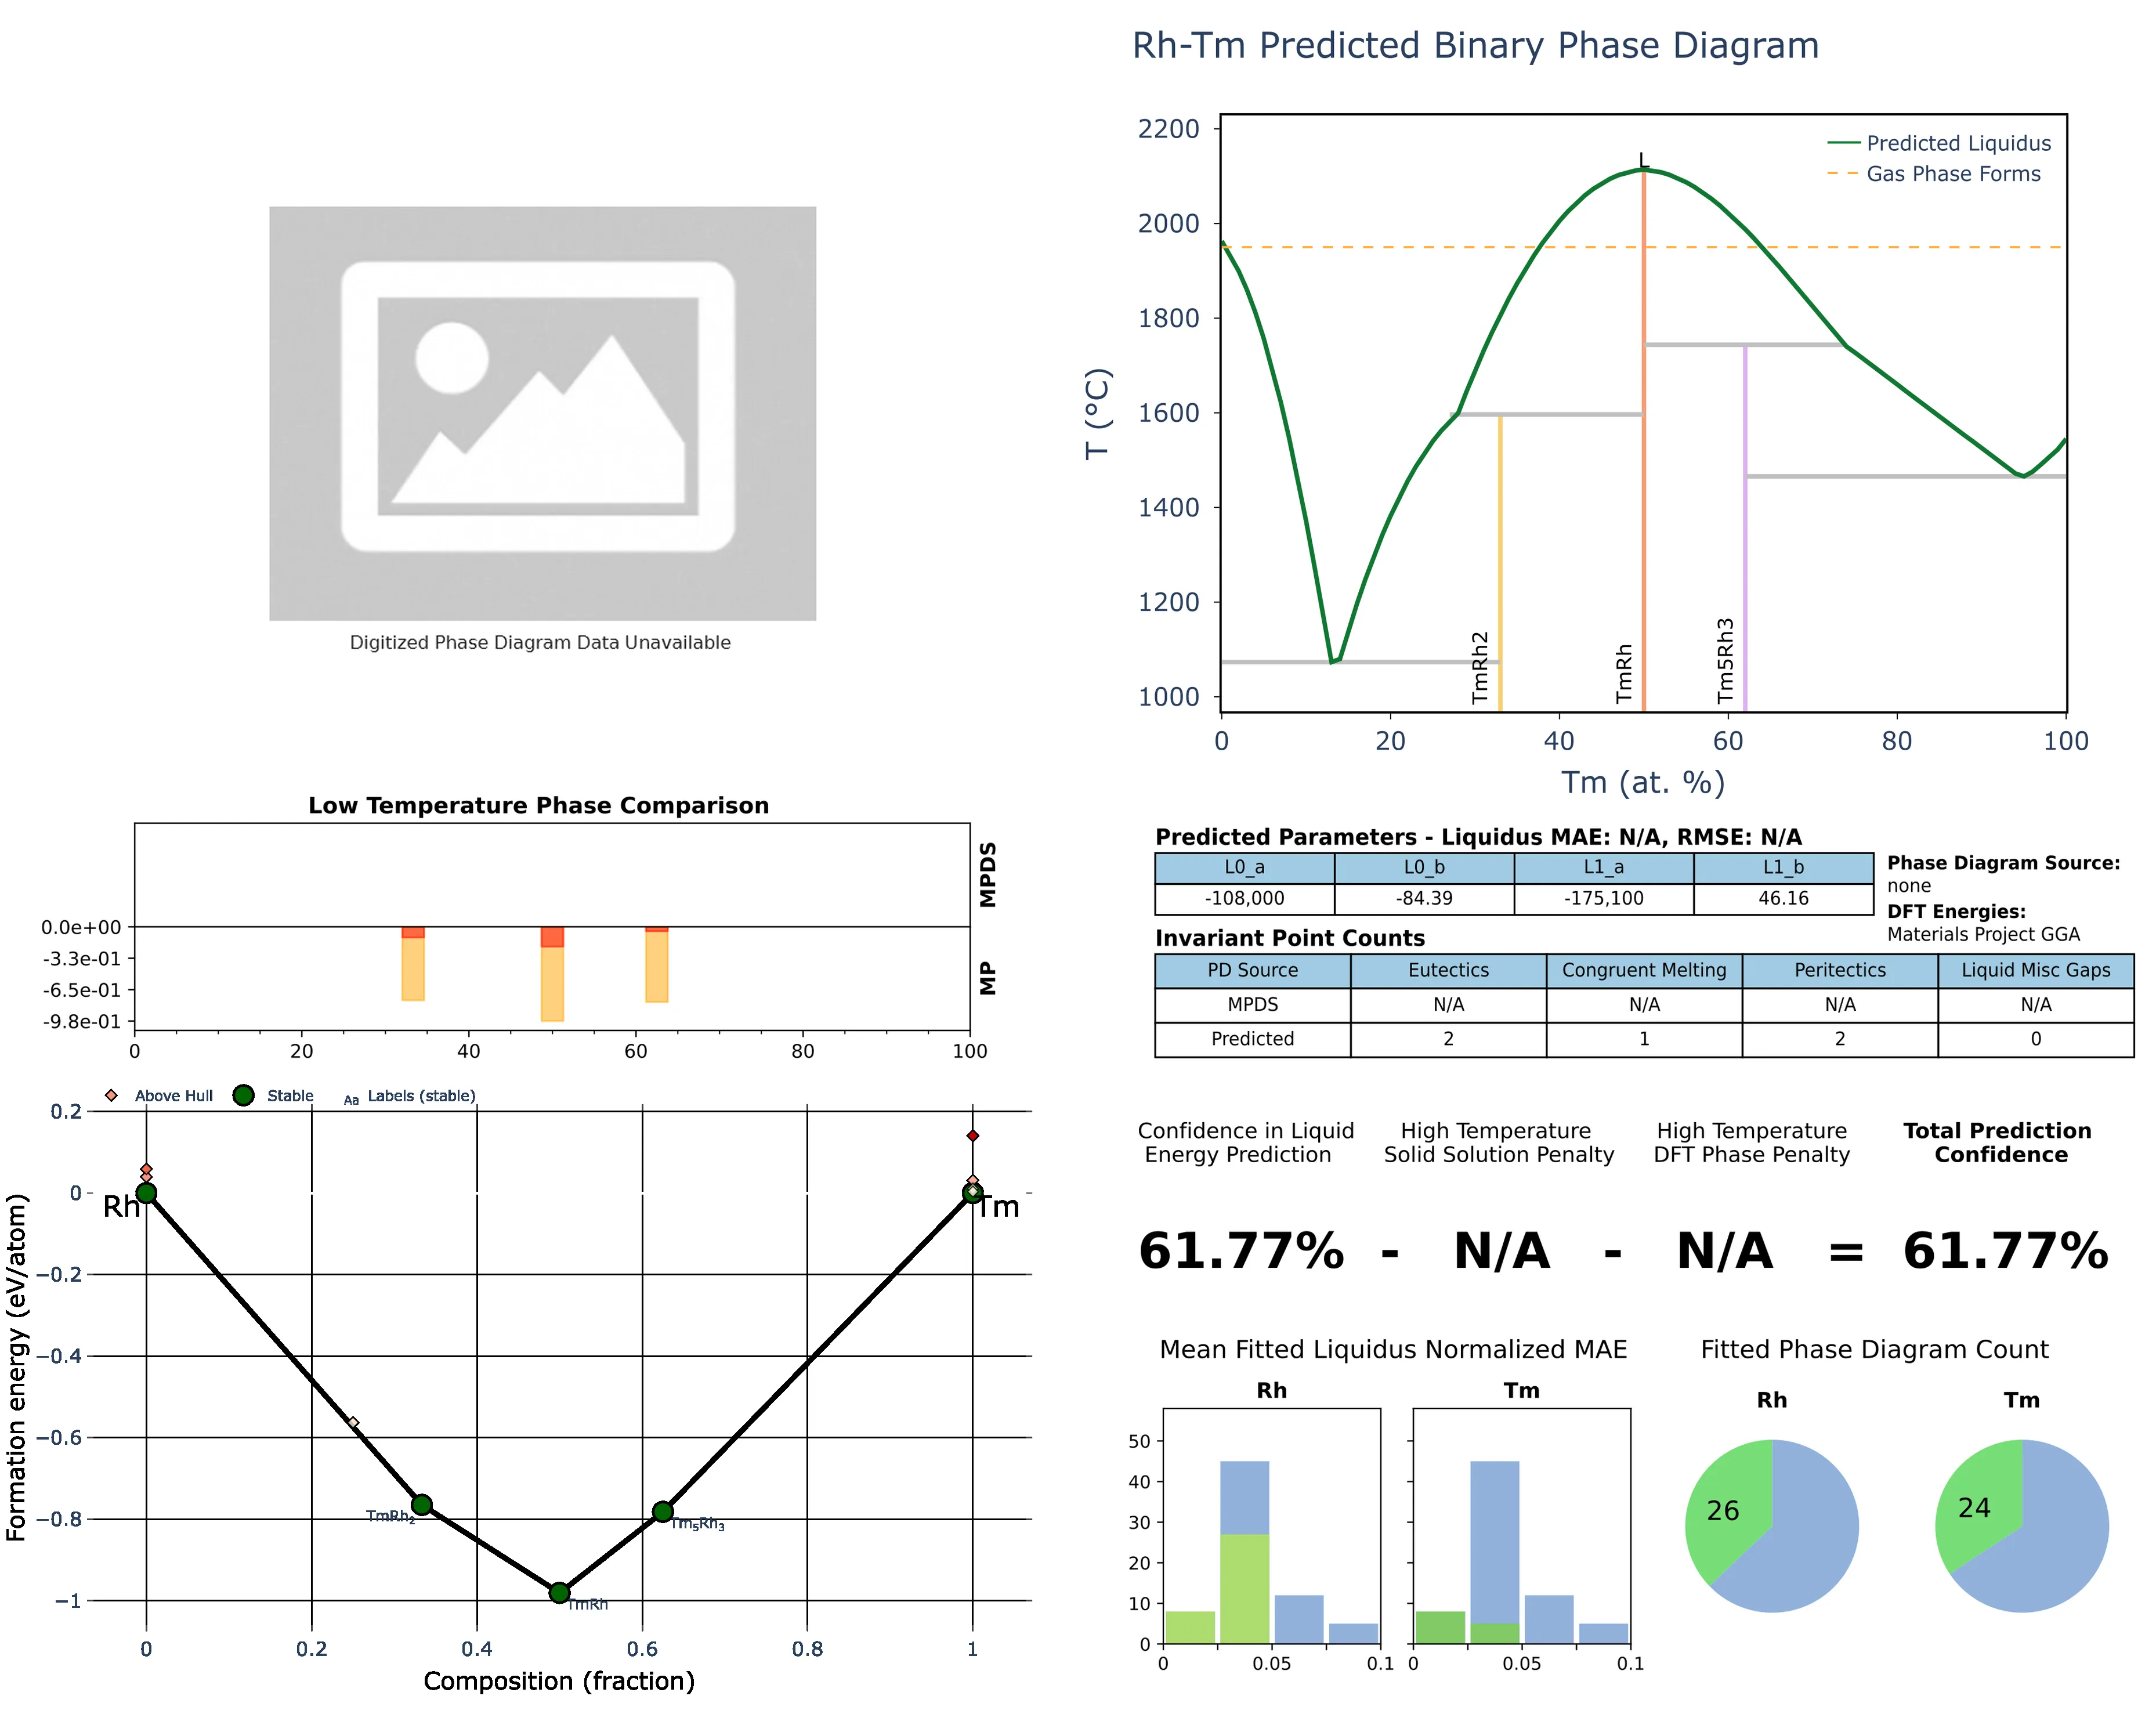 Rh-Tm Predicted Binary Phase Diagram
Digitized Phase Diagram Data Unavailable
2200
2000
1800
1600
1400
1200
1000
T (°C)
L
Predicted Liquidus
Gas Phase Forms
TmRh2
TmRh
Tm5Rh3
0 20 40 60 80 100
Tm (at. %)
Low Temperature Phase Comparison
MPDS
MP
0.0e+00
-3.3e-01
-6.5e-01
-9.8e-01
0 20 40 60 80 100
Predicted Parameters - Liquidus MAE: N/A, RMSE: N/A
L0_a L0_b L1_a L1_b
-108,000 -84.39 -175,100 46.16
Phase Diagram Source:
none
DFT Energies:
Materials Project GGA
Invariant Point Counts
PD Source Eutectics Congruent Melting Peritectics Liquid Misc Gaps
MPDS N/A N/A N/A N/A
Predicted 2 1 2 0
Above Hull Stable Aa Labels (stable)
0.2
0
−0.2
−0.4
−0.6
−0.8
−1
Formation energy (eV/atom)
Rh
Tm
TmRh₂
Tm₅Rh₃
TmRh
0 0.2 0.4 0.6 0.8 1
Composition (fraction)
Confidence in Liquid
Energy Prediction
High Temperature
Solid Solution Penalty
High Temperature
DFT Phase Penalty
Total Prediction
Confidence
61.77% - N/A - N/A = 61.77%
Mean Fitted Liquidus Normalized MAE
Rh Tm
50
40
30
20
10
0
0 0.05 0.1 0 0.05 0.1
Fitted Phase Diagram Count
Rh Tm
26 24